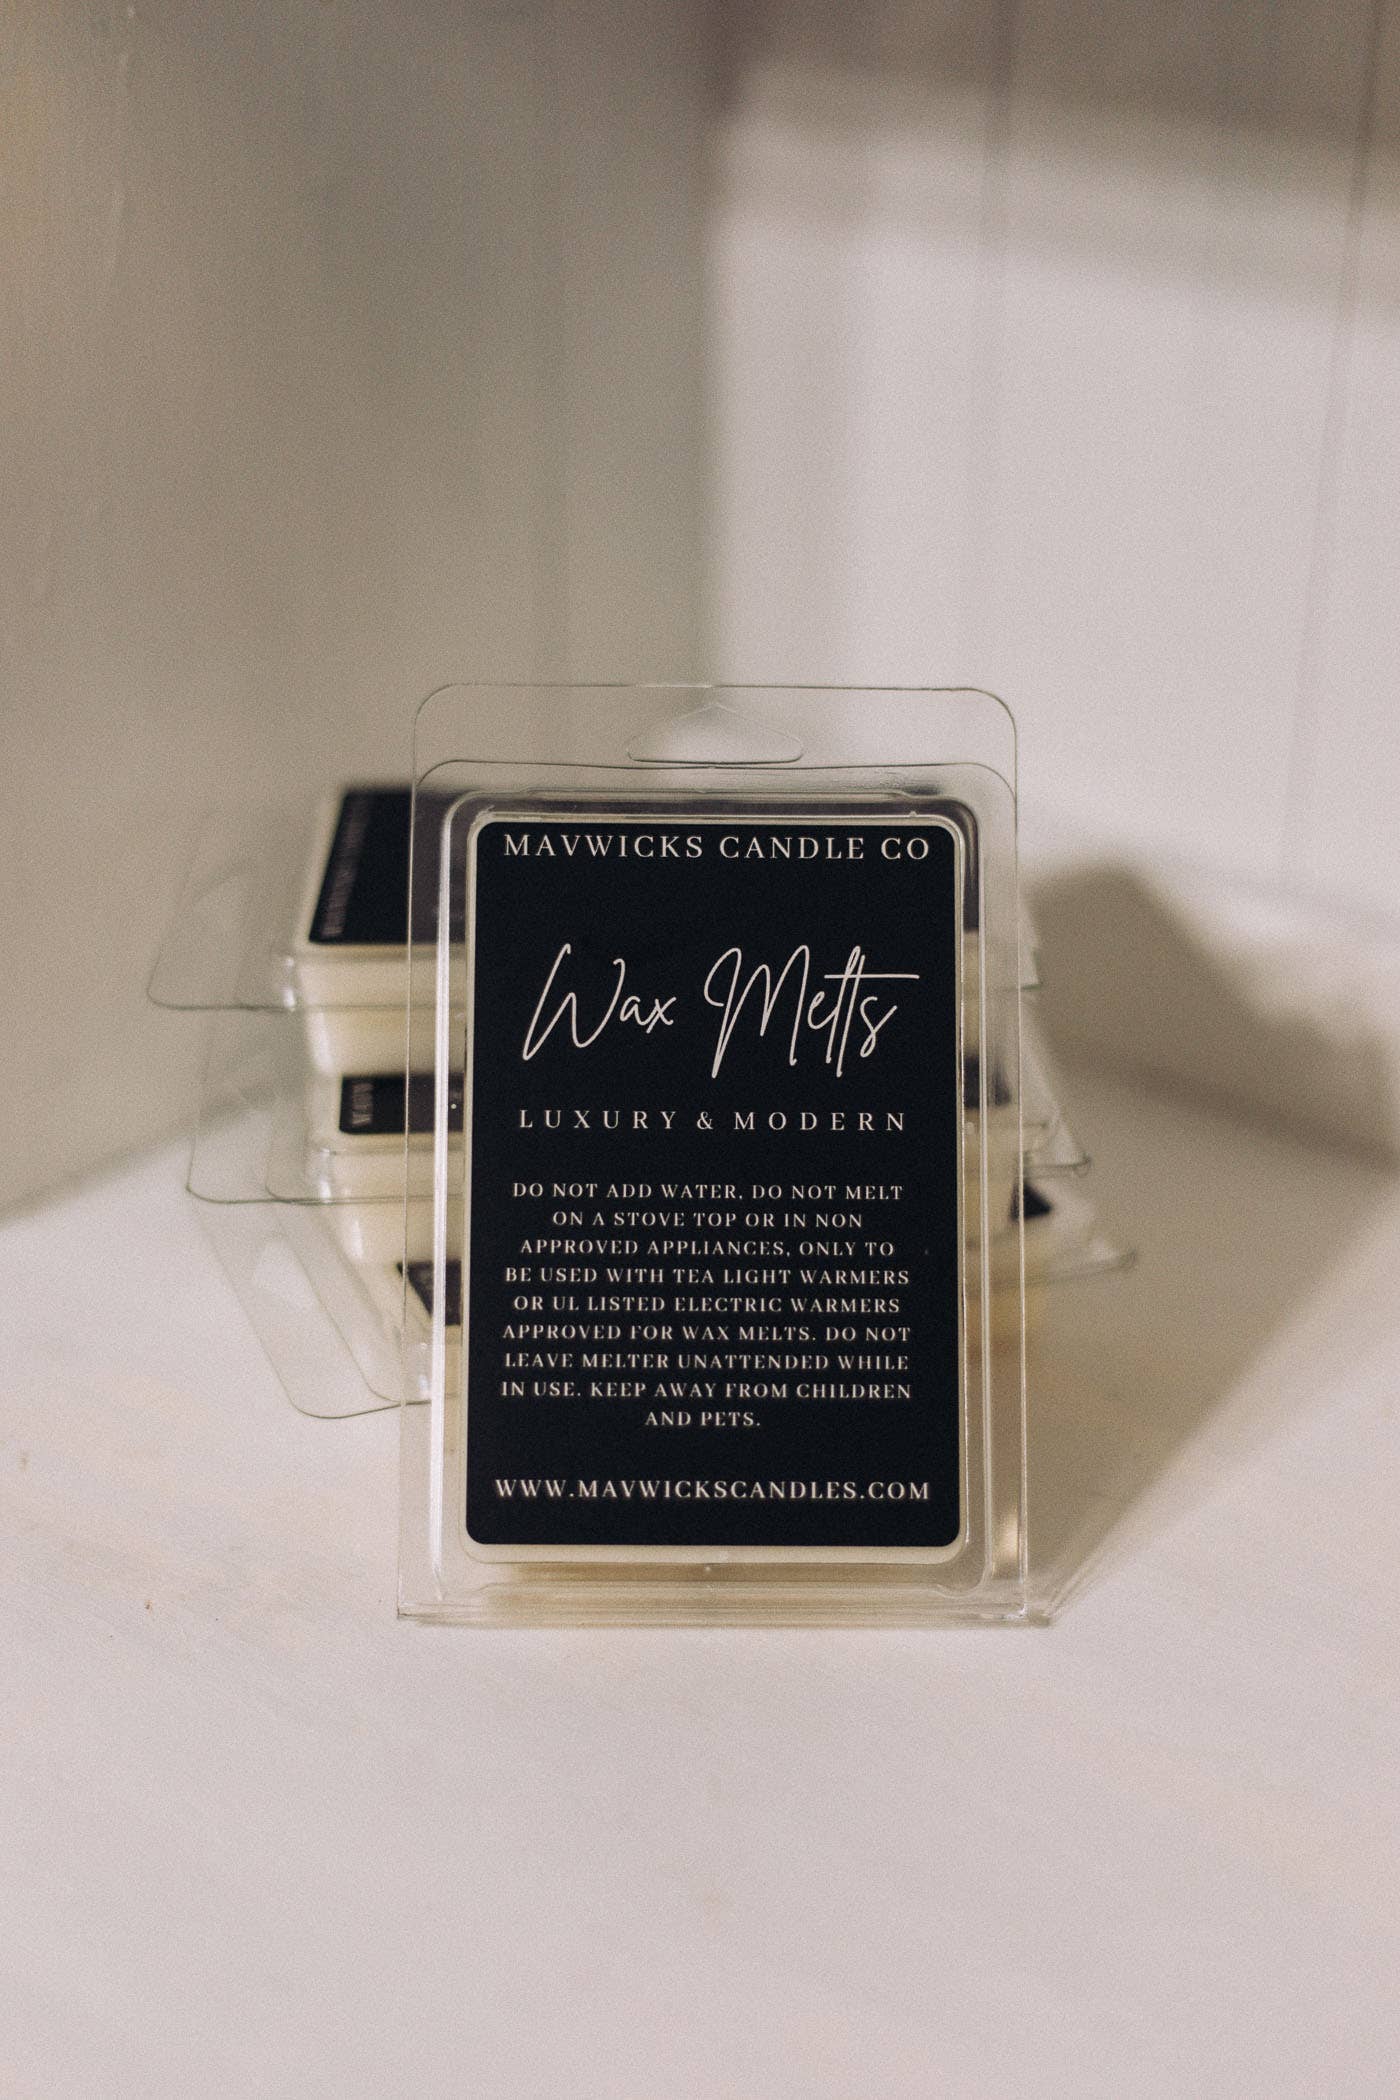 MAVWICKS CANDLE CO
Wax Melts
LUXURY & MODERN
DO NOT ADD WATER, DO NOT MELT
ON A STOVE TOP OR IN NON
APPROVED APPLIANCES, ONLY TO
BE USED WITH TEA LIGHT WARMERS
OR UL LISTED ELECTRIC WARMERS
APPROVED FOR WAX MELTS. DO NOT
LEAVE MELTER UNATTENDED WHILE
IN USE. KEEP AWAY FROM CHILDREN
AND PETS.
WWW.MAVWICKSCANDLES.COM